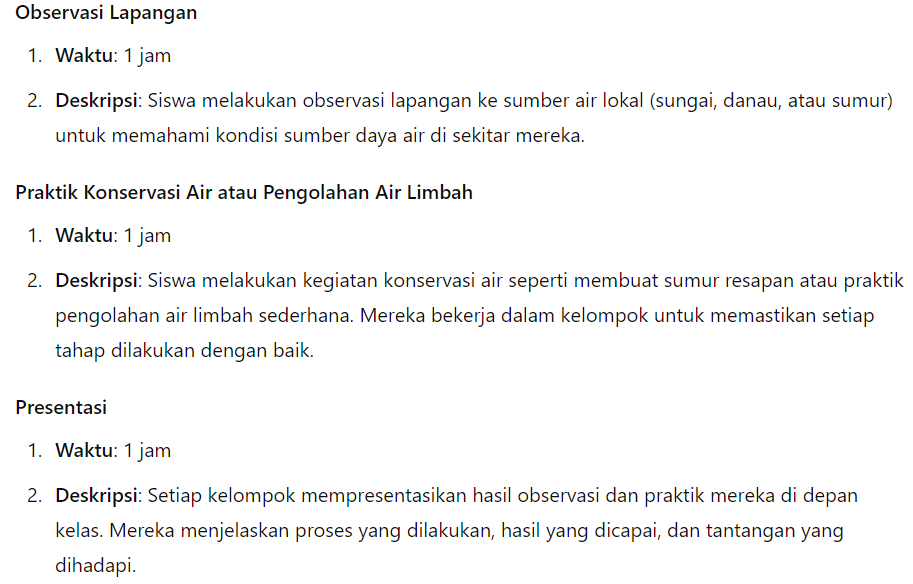 Observasi Lapangan
1. Waktu: 1 jam
2. Deskripsi: Siswa melakukan observasi lapangan ke sumber air lokal (sungai, danau, atau sumur)
untuk memahami kondisi sumber daya air di sekitar mereka.
Praktik Konservasi Air atau Pengolahan Air Limbah
1. Waktu: 1 jam
2. Deskripsi: Siswa melakukan kegiatan konservasi air seperti membuat sumur resapan atau praktik
pengolahan air limbah sederhana. Mereka bekerja dalam kelompok untuk memastikan setiap
tahap dilakukan dengan baik.
Presentasi
1. Waktu: 1 jam
2. Deskripsi: Setiap kelompok mempresentasikan hasil observasi dan praktik mereka di depan
kelas. Mereka menjelaskan proses yang dilakukan, hasil yang dicapai, dan tantangan yang
dihadapi.